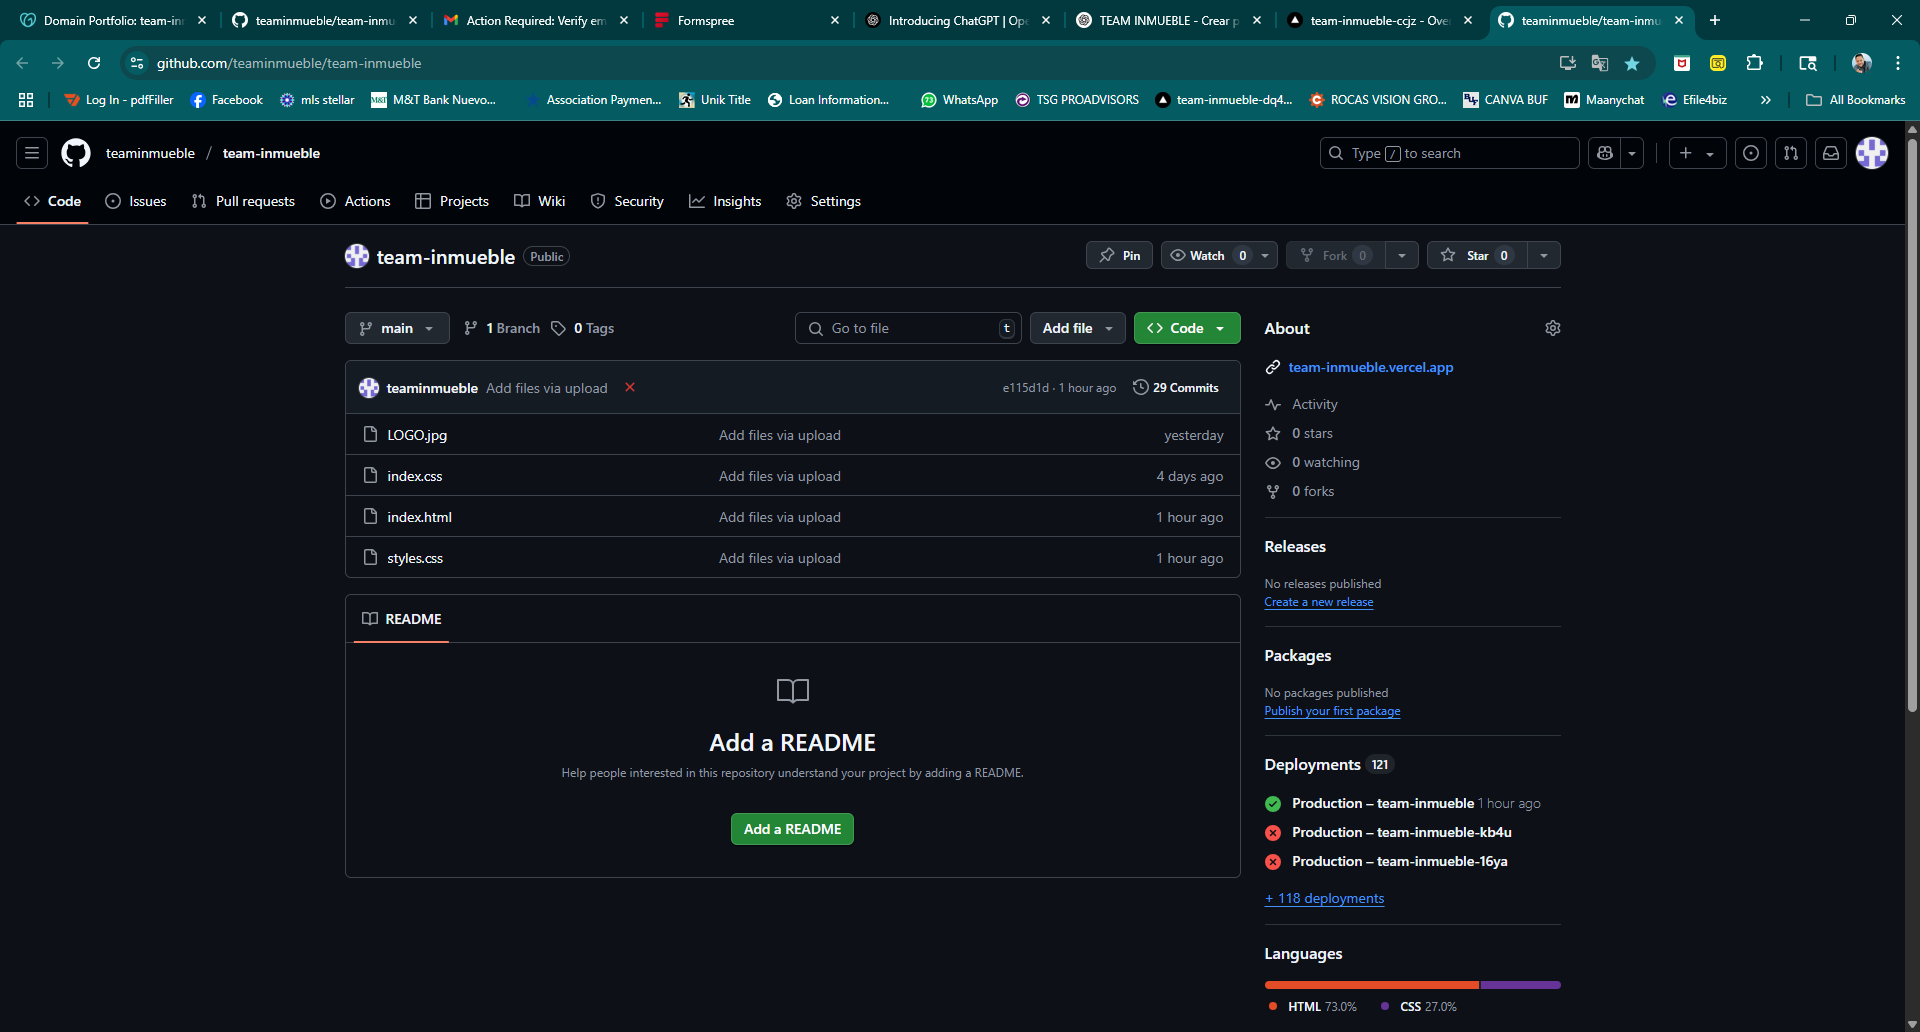 Domain Portfolio: team-in
teaminmueble/team-inmu
Action Required: Verify em
Formspree
Introducing ChatGPT | Ope
TEAM INMUEBLE - Crear p
team-inmueble-ccjz - Ove
teaminmueble/team-inmu
github.com/teaminmueble/team-inmueble
Log In - pdfFiller
Facebook
mls stellar
M&T Bank Nuevo...
Association Paymen...
Unik Title
Loan Information...
WhatsApp
TSG PROADVISORS
team-inmueble-dq4...
ROCAS VISION GRO...
CANVA BUF
Maanychat
Efile4biz
All Bookmarks
teaminmueble / team-inmueble
Type / to search
Code
Issues
Pull requests
Actions
Projects
Wiki
Security
Insights
Settings
team-inmueble Public
Pin
Watch 0
Fork 0
Star 0
main
1 Branch
0 Tags
Go to file t
Add file
Code
teaminmueble Add files via upload
e115d1d · 1 hour ago
29 Commits
LOGO.jpg Add files via upload yesterday
index.css Add files via upload 4 days ago
index.html Add files via upload 1 hour ago
styles.css Add files via upload 1 hour ago
README
Add a README
Help people interested in this repository understand your project by adding a README.
Add a README
About
team-inmueble.vercel.app
Activity
0 stars
0 watching
0 forks
Releases
No releases published
Create a new release
Packages
No packages published
Publish your first package
Deployments 121
Production – team-inmueble 1 hour ago
Production – team-inmueble-kb4u
Production – team-inmueble-16ya
+ 118 deployments
Languages
HTML 73.0%
CSS 27.0%